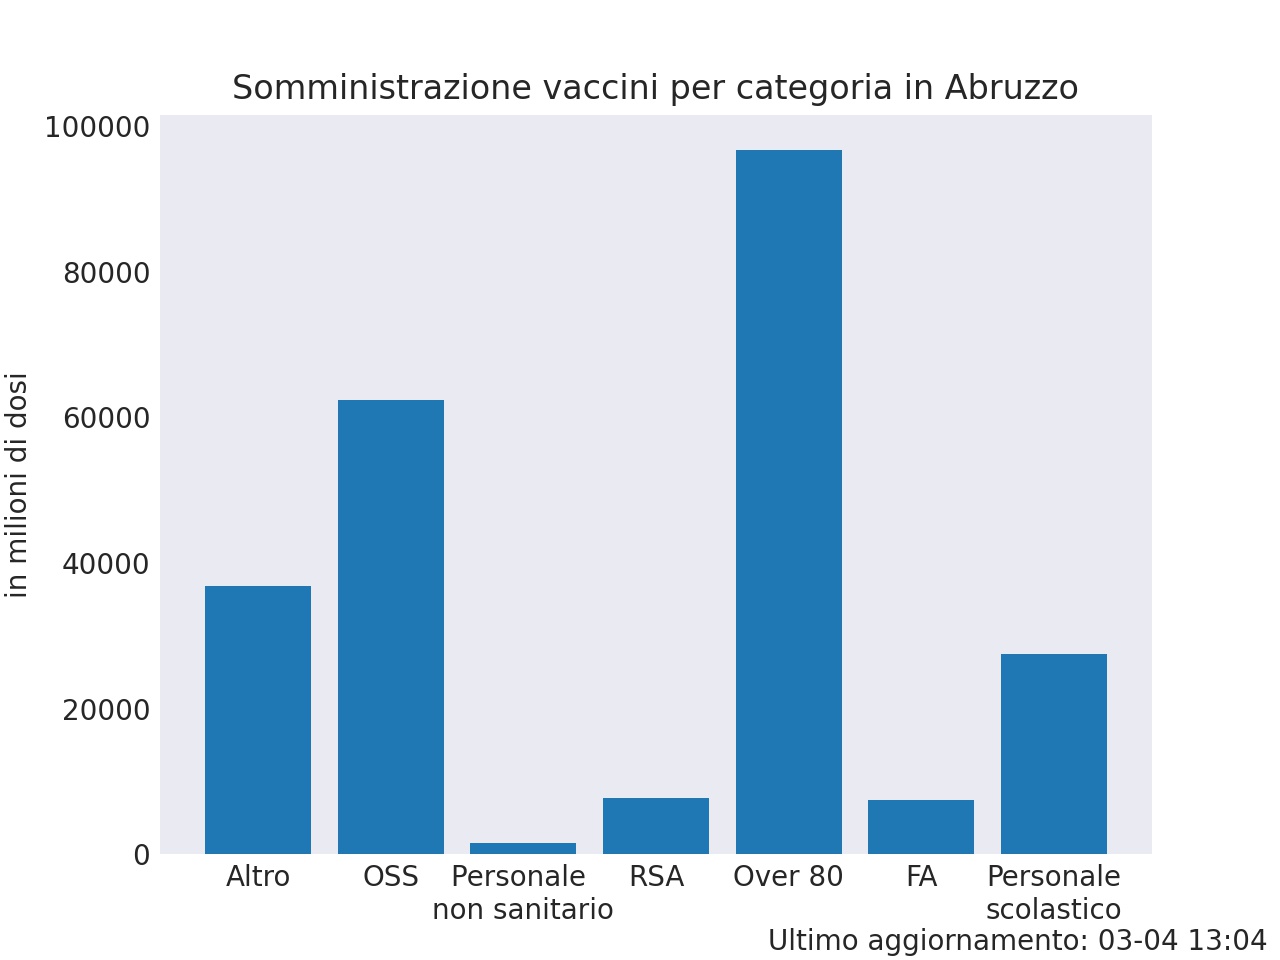 Somministrazione vaccini per categoria in Abruzzo
100000
80000
60000
40000
20000
0
in milioni di dosi
Altro
OSS
Personale
non sanitario
RSA
Over 80
FA
Personale
scolastico
Ultimo aggiornamento: 03-04 13:04